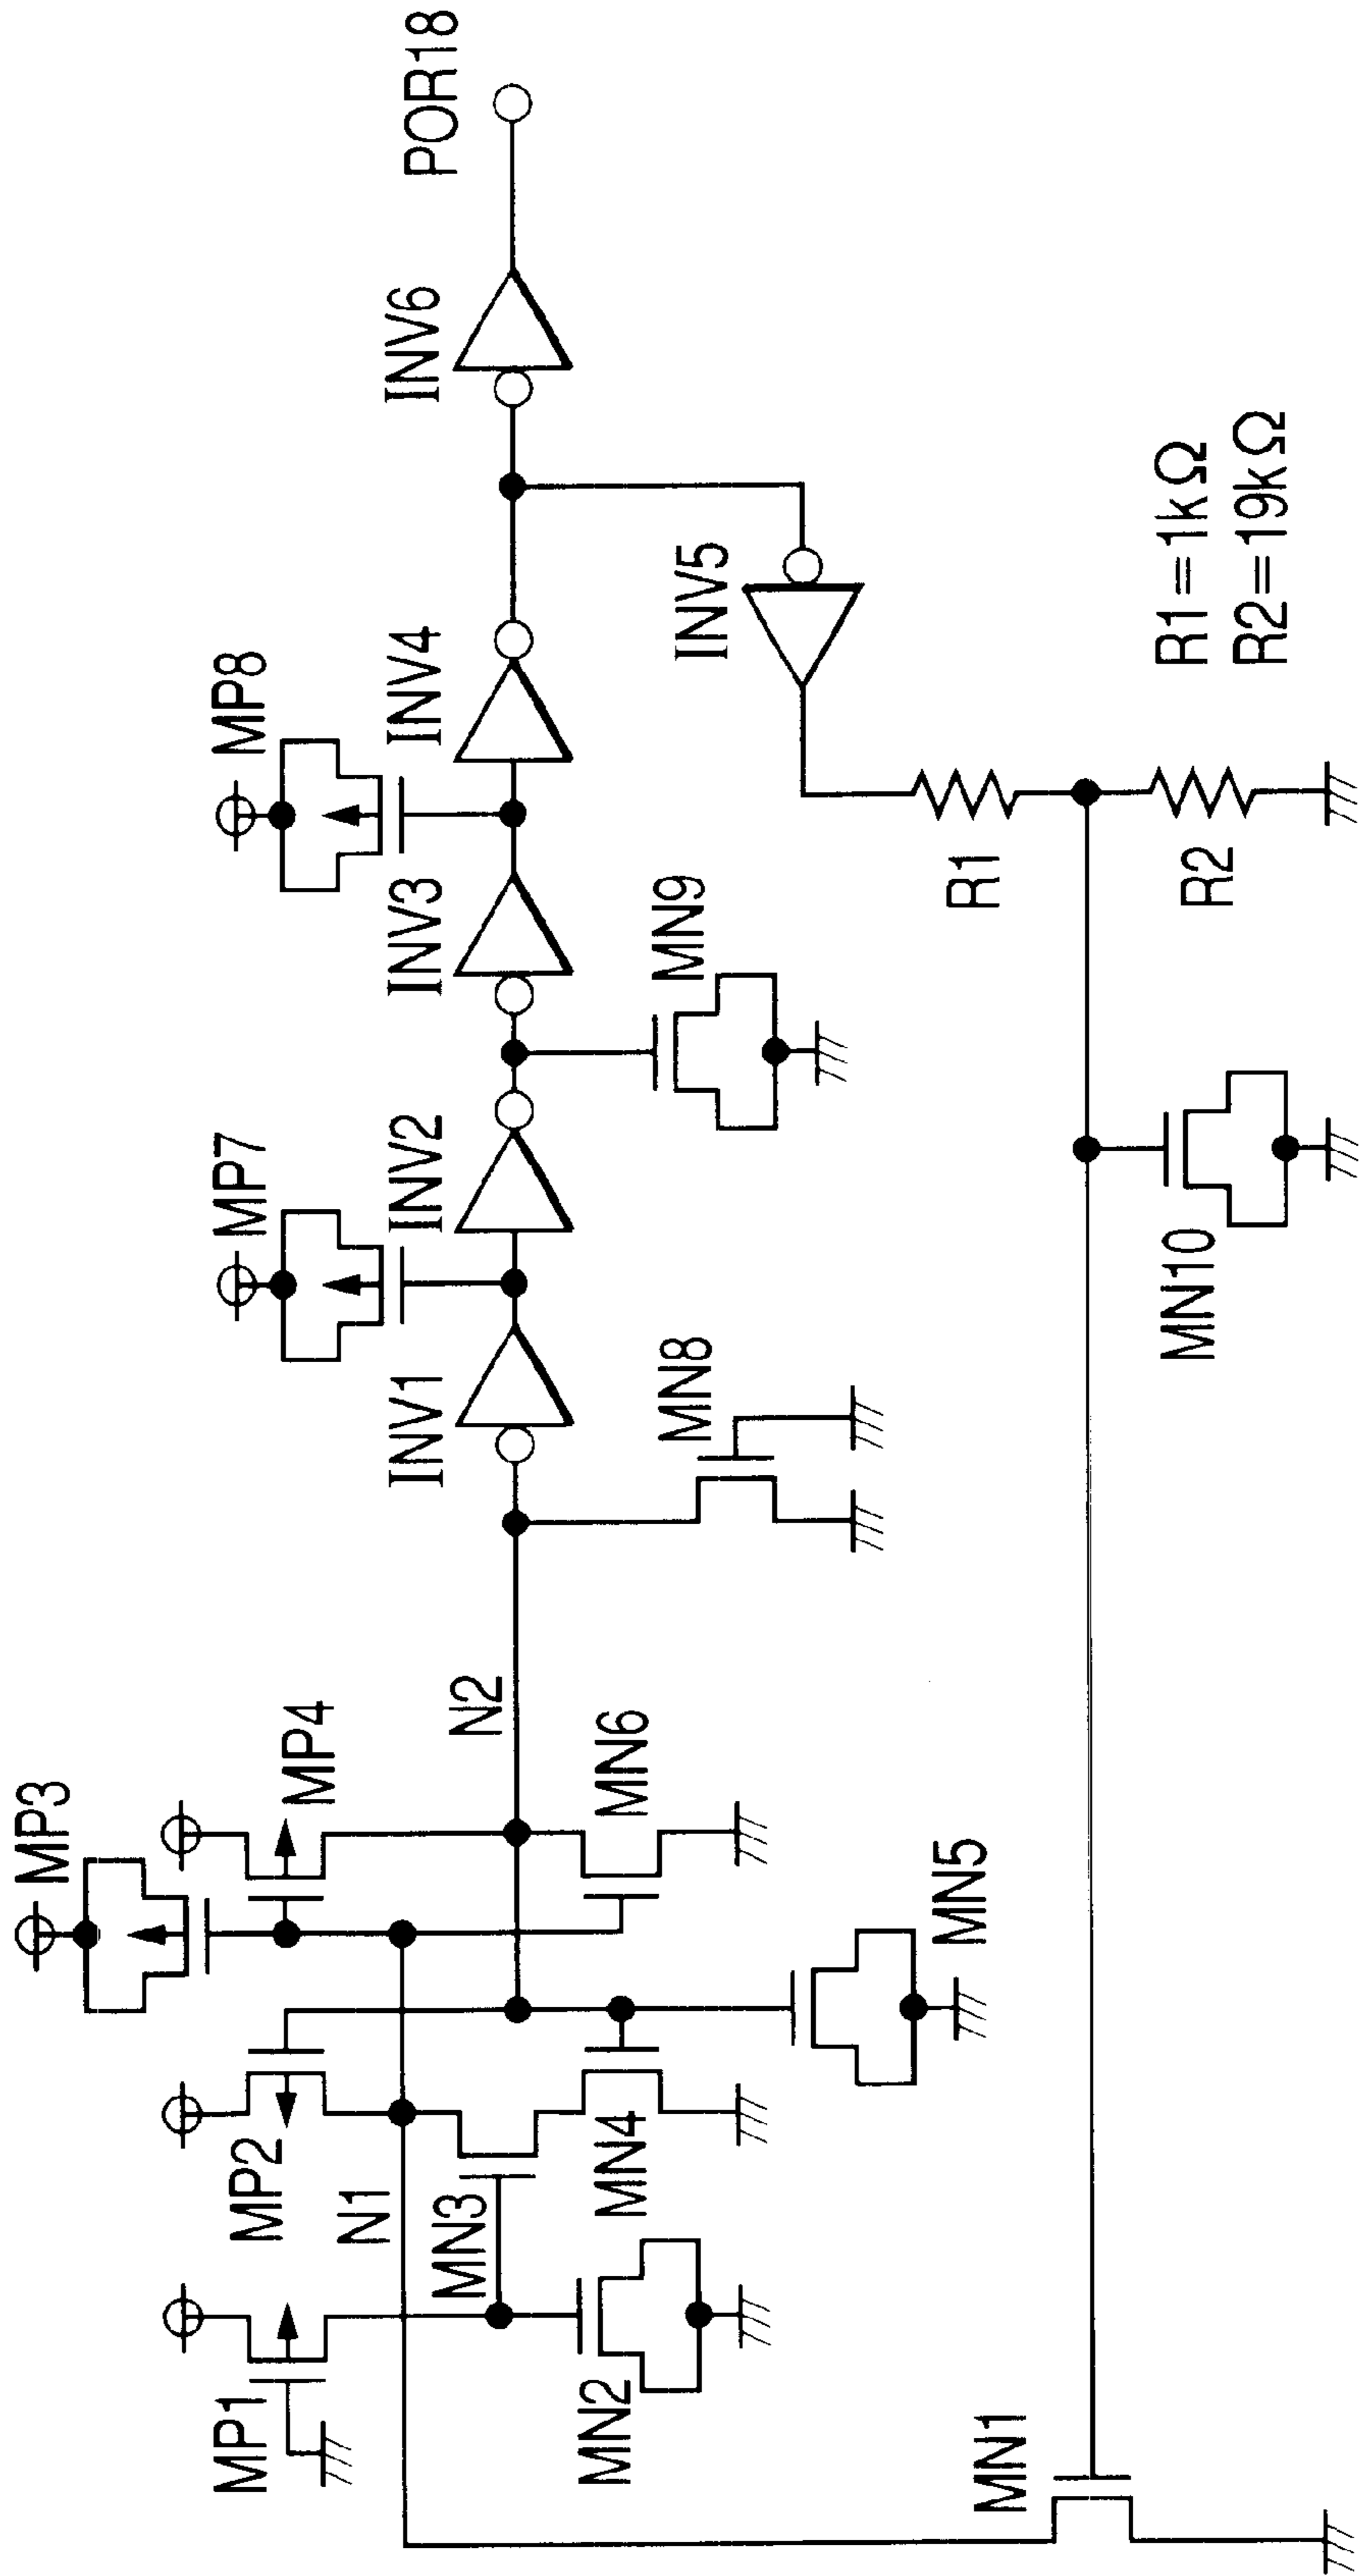 MP3
MP4
MP2
MP1
N1
MN3
MN4
MN2
MN6
MN5
N2
MN1
MN8
INV1
MP7
INV2
MN9
INV3
MP8
INV4
INV5
INV6
POR18
MN10
R1
R2
R1=1kΩ
R2=19kΩ